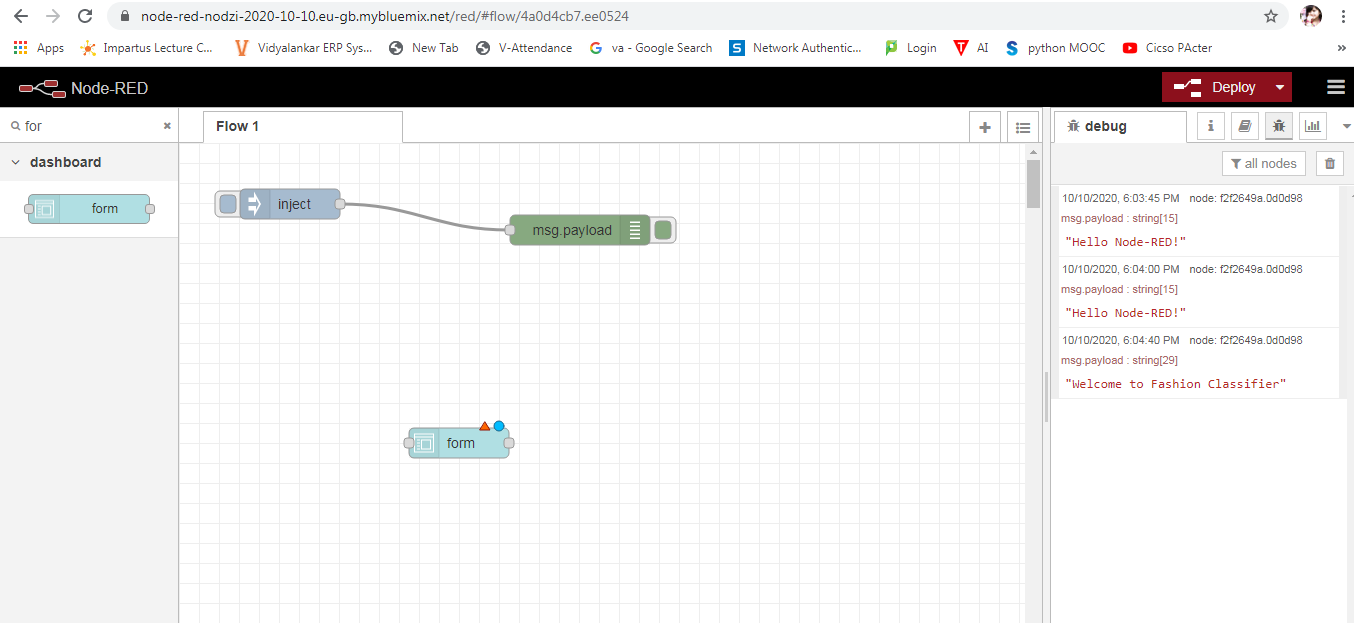 node-red-nodzi-2020-10-10.eu-gb.mybluemix.net/red/#flow/4a0d4cb7.ee0524
Apps Impartus Lecture C... Vidyalankar ERP Sys... New Tab V-Attendance va - Google Search Network Authentic... Login AI python MOOC Cicso PActer »
Node-RED Deploy
for
Flow 1
debug
dashboard
all nodes
form
inject
msg.payload
form
10/10/2020, 6:03:45 PM node: f2f2649a.0d0d98
msg.payload : string[15]
"Hello Node-RED!"
10/10/2020, 6:04:00 PM node: f2f2649a.0d0d98
msg.payload : string[15]
"Hello Node-RED!"
10/10/2020, 6:04:40 PM node: f2f2649a.0d0d98
msg.payload : string[29]
"Welcome to Fashion Classifier"